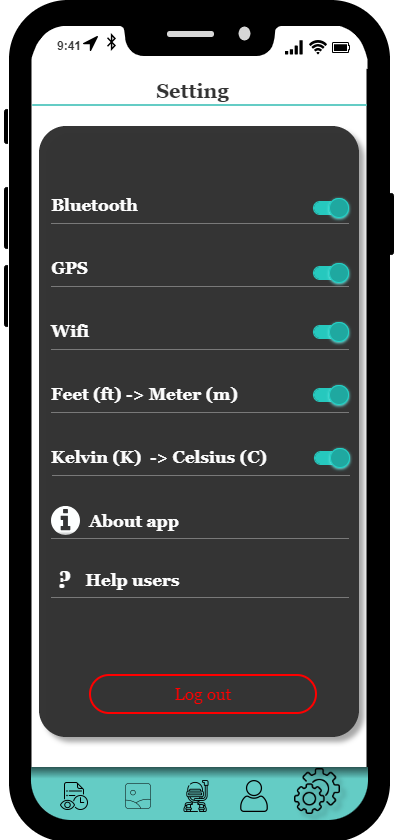 9:41
Setting
Bluetooth
GPS
Wifi
Feet (ft) -> Meter (m)
Kelvin (K) -> Celsius (C)
i About app
? Help users
Log out